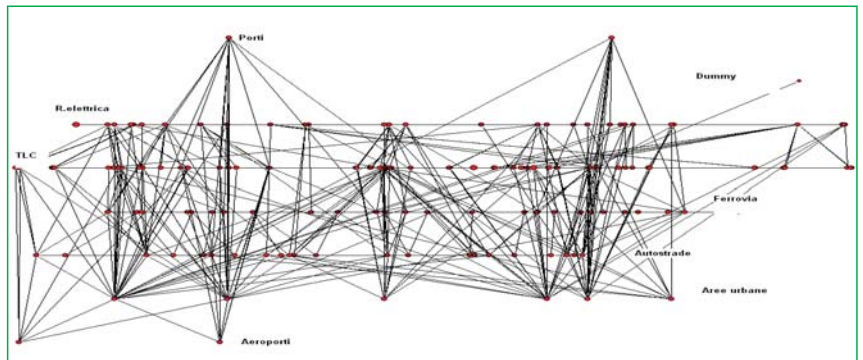 Porti
Dummy
R.elettrica
TLC
Ferrovia
Autostrade
Aree urbane
Aeroporti